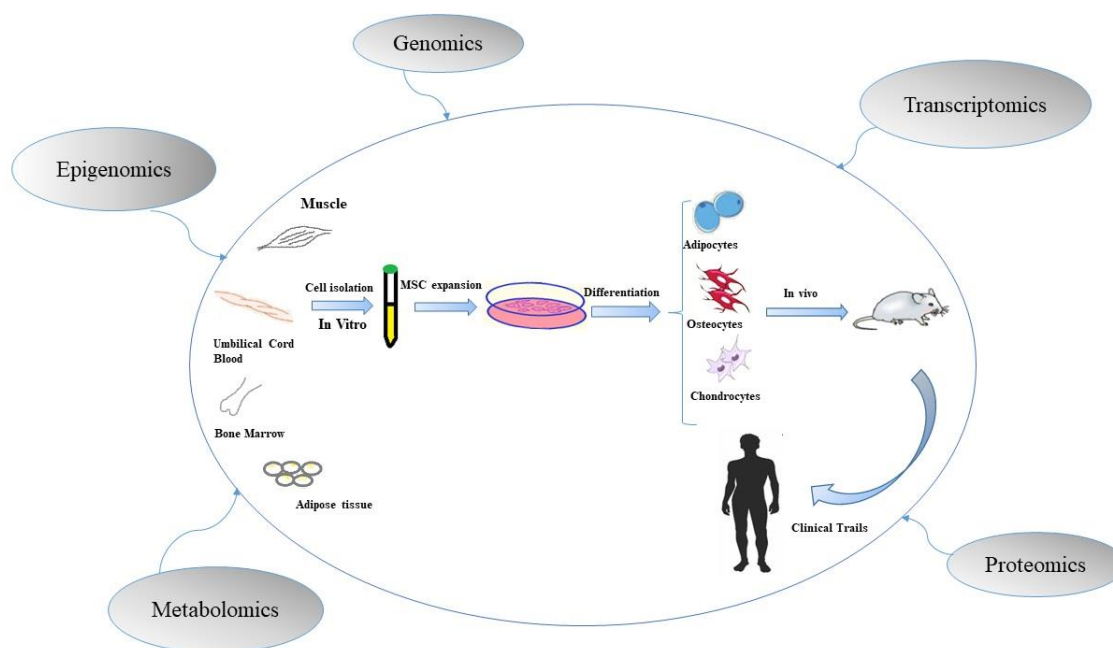 Genomics
Transcriptomics
Epigenomics
Muscle
Adipocytes
Cell isolation
In Vitro
MSC expansion
Differentiation
In vivo
Osteocytes
Umbilical Cord
Blood
Chondrocytes
Bone Marrow
Adipose tissue
Clinical Trails
Proteomics
Metabolomics